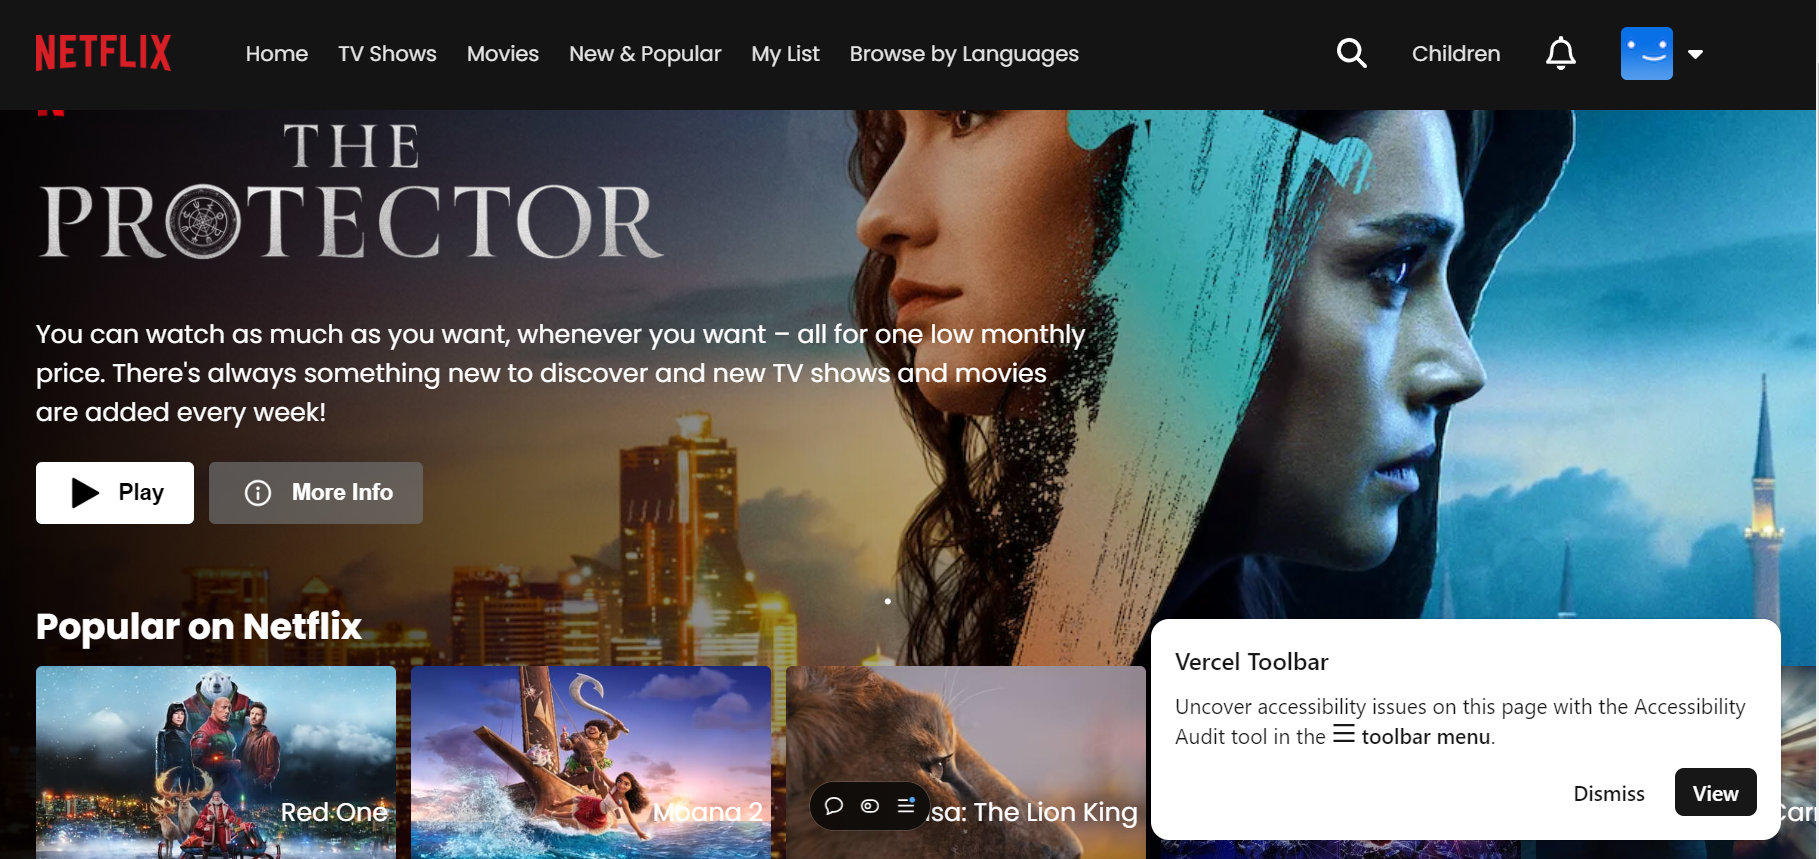 NETFLIX
Home TV Shows Movies New & Popular My List Browse by Languages Children
THE
PROTECTOR
You can watch as much as you want, whenever you want – all for one low monthly
price. There's always something new to discover and new TV shows and movies
are added every week!
Play More Info
Popular on Netflix
Red One
Moana 2
sa: The Lion King
Vercel Toolbar
Uncover accessibility issues on this page with the Accessibility
Audit tool in the toolbar menu.
Dismiss View